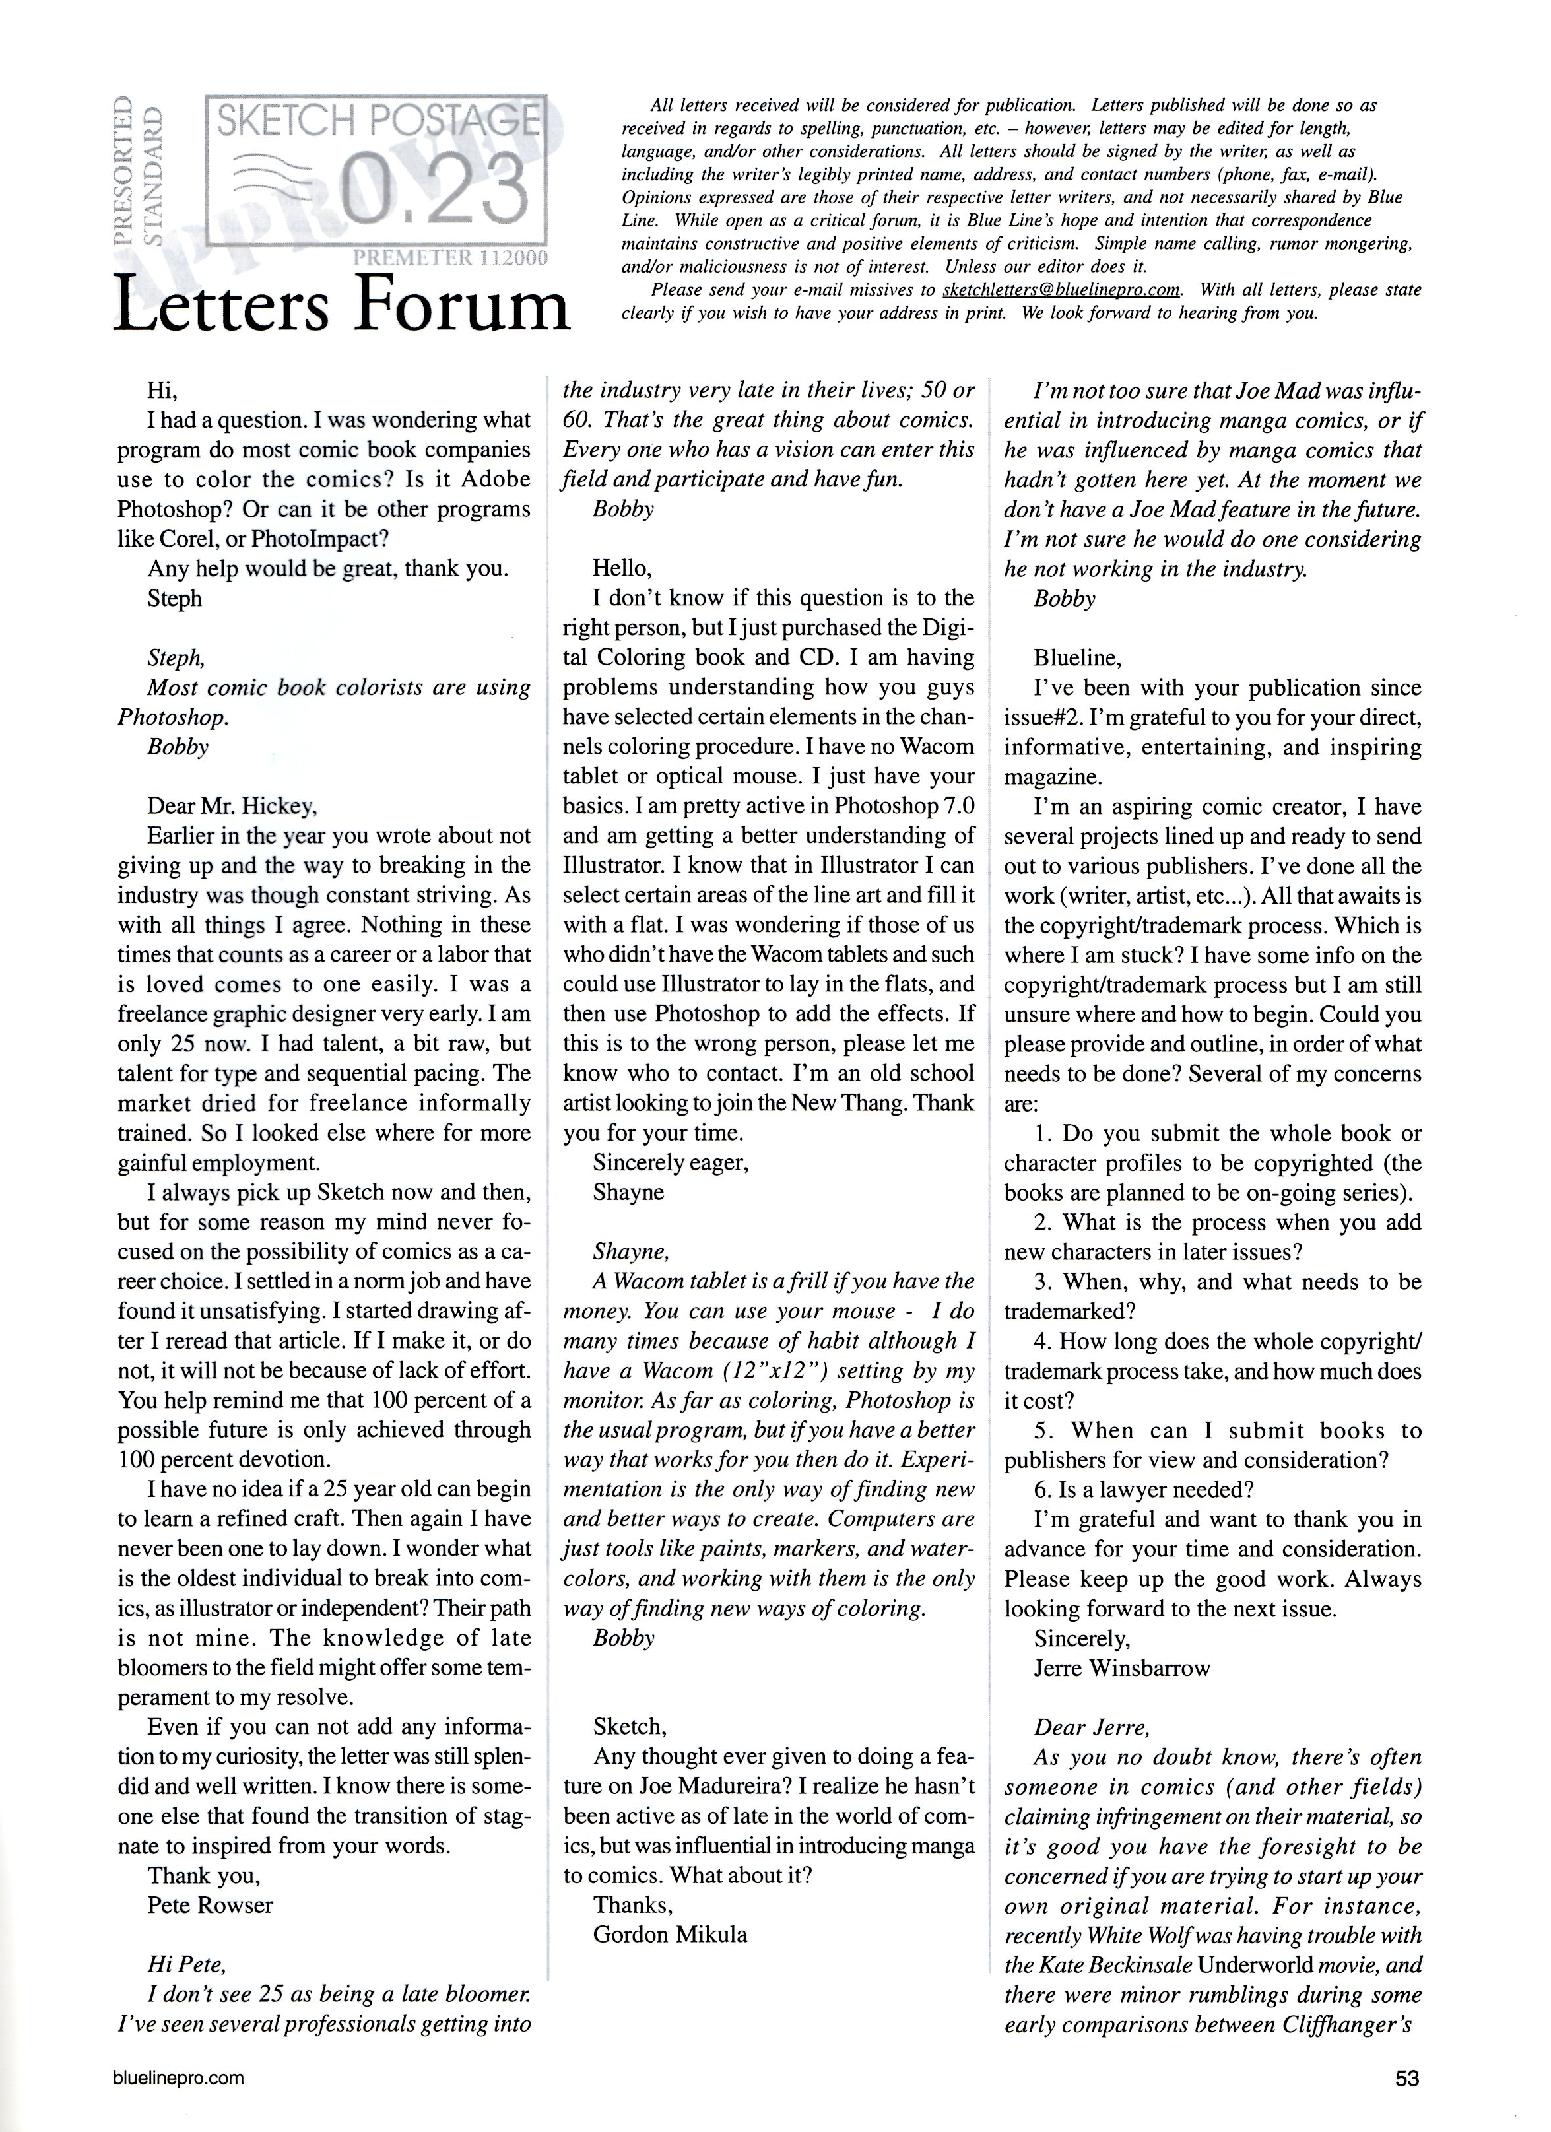 PRESORTED
STANDARD
SKETCH POSTAGE
0.23
APPROVED
PREMETER 112000
Letters Forum
All letters received will be considered for publication. Letters published will be done so as
received in regards to spelling, punctuation, etc. – however, letters may be edited for length,
language, and/or other considerations. All letters should be signed by the writer, as well as
including the writer's legibly printed name, address, and contact numbers (phone, fax, e-mail).
Opinions expressed are those of their respective letter writers, and not necessarily shared by Blue
Line. While open as a critical forum, it is Blue Line's hope and intention that correspondence
maintains constructive and positive elements of criticism. Simple name calling, rumor mongering,
and/or maliciousness is not of interest. Unless our editor does it.
Please send your e-mail missives to sketchletters@bluelinepro.com. With all letters, please state
clearly if you wish to have your address in print. We look forward to hearing from you.
Hi,
I had a question. I was wondering what
program do most comic book companies
use to color the comics? Is it Adobe
Photoshop? Or can it be other programs
like Corel, or PhotoImpact?
Any help would be great, thank you.
Steph
Steph,
Most comic book colorists are using
Photoshop.
Bobby
Dear Mr. Hickey,
Earlier in the year you wrote about not
giving up and the way to breaking in the
industry was though constant striving. As
with all things I agree. Nothing in these
times that counts as a career or a labor that
is loved comes to one easily. I was a
freelance graphic designer very early. I am
only 25 now. I had talent, a bit raw, but
talent for type and sequential pacing. The
market dried for freelance informally
trained. So I looked else where for more
gainful employment.
I always pick up Sketch now and then,
but for some reason my mind never fo-
cused on the possibility of comics as a ca-
reer choice. I settled in a norm job and have
found it unsatisfying. I started drawing af-
ter I reread that article. If I make it, or do
not, it will not be because of lack of effort.
You help remind me that 100 percent of a
possible future is only achieved through
100 percent devotion.
I have no idea if a 25 year old can begin
to learn a refined craft. Then again I have
never been one to lay down. I wonder what
is the oldest individual to break into com-
ics, as illustrator or independent? Their path
is not mine. The knowledge of late
bloomers to the field might offer some tem-
perament to my resolve.
Even if you can not add any informa-
tion to my curiosity, the letter was still splen-
did and well written. I know there is some-
one else that found the transition of stag-
nate to inspired from your words.
Thank you,
Pete Rowser
Hi Pete,
I don't see 25 as being a late bloomer.
I've seen several professionals getting into
the industry very late in their lives; 50 or
60. That's the great thing about comics.
Every one who has a vision can enter this
field and participate and have fun.
Bobby
Hello,
I don't know if this question is to the
right person, but I just purchased the Digi-
tal Coloring book and CD. I am having
problems understanding how you guys
have selected certain elements in the chan-
nels coloring procedure. I have no Wacom
tablet or optical mouse. I just have your
basics. I am pretty active in Photoshop 7.0
and am getting a better understanding of
Illustrator. I know that in Illustrator I can
select certain areas of the line art and fill it
with a flat. I was wondering if those of us
who didn't have the Wacom tablets and such
could use Illustrator to lay in the flats, and
then use Photoshop to add the effects. If
this is to the wrong person, please let me
know who to contact. I'm an old school
artist looking to join the New Thang. Thank
you for your time.
Sincerely eager,
Shayne
Shayne,
A Wacom tablet is a frill if you have the
money. You can use your mouse - I do
many times because of habit although I
have a Wacom (12"x12") setting by my
monitor. As far as coloring, Photoshop is
the usual program, but if you have a better
way that works for you then do it. Experi-
mentation is the only way of finding new
and better ways to create. Computers are
just tools like paints, markers, and water-
colors, and working with them is the only
way of finding new ways of coloring.
Bobby
Sketch,
Any thought ever given to doing a fea-
ture on Joe Madureira? I realize he hasn't
been active as of late in the world of com-
ics, but was influential in introducing manga
to comics. What about it?
Thanks,
Gordon Mikula
I'm not too sure that Joe Mad was influ-
ential in introducing manga comics, or if
he was influenced by manga comics that
hadn't gotten here yet. At the moment we
don't have a Joe Mad feature in the future.
I'm not sure he would do one considering
he not working in the industry.
Bobby
Blueline,
I've been with your publication since
issue#2. I'm grateful to you for your direct,
informative, entertaining, and inspiring
magazine.
I'm an aspiring comic creator, I have
several projects lined up and ready to send
out to various publishers. I've done all the
work (writer, artist, etc...). All that awaits is
the copyright/trademark process. Which is
where I am stuck? I have some info on the
copyright/trademark process but I am still
unsure where and how to begin. Could you
please provide and outline, in order of what
needs to be done? Several of my concerns
are:
1. Do you submit the whole book or
character profiles to be copyrighted (the
books are planned to be on-going series).
2. What is the process when you add
new characters in later issues?
3. When, why, and what needs to be
trademarked?
4. How long does the whole copyright/
trademark process take, and how much does
it cost?
5. When can I submit books to
publishers for view and consideration?
6. Is a lawyer needed?
I'm grateful and want to thank you in
advance for your time and consideration.
Please keep up the good work. Always
looking forward to the next issue.
Sincerely,
Jerre Winsbarrow
Dear Jerre,
As you no doubt know, there's often
someone in comics (and other fields)
claiming infringement on their material, so
it's good you have the foresight to be
concerned if you are trying to start up your
own original material. For instance,
recently White Wolf was having trouble with
the Kate Beckinsale Underworld movie, and
there were minor rumblings during some
early comparisons between Cliffhanger's
bluelinepro.com
53